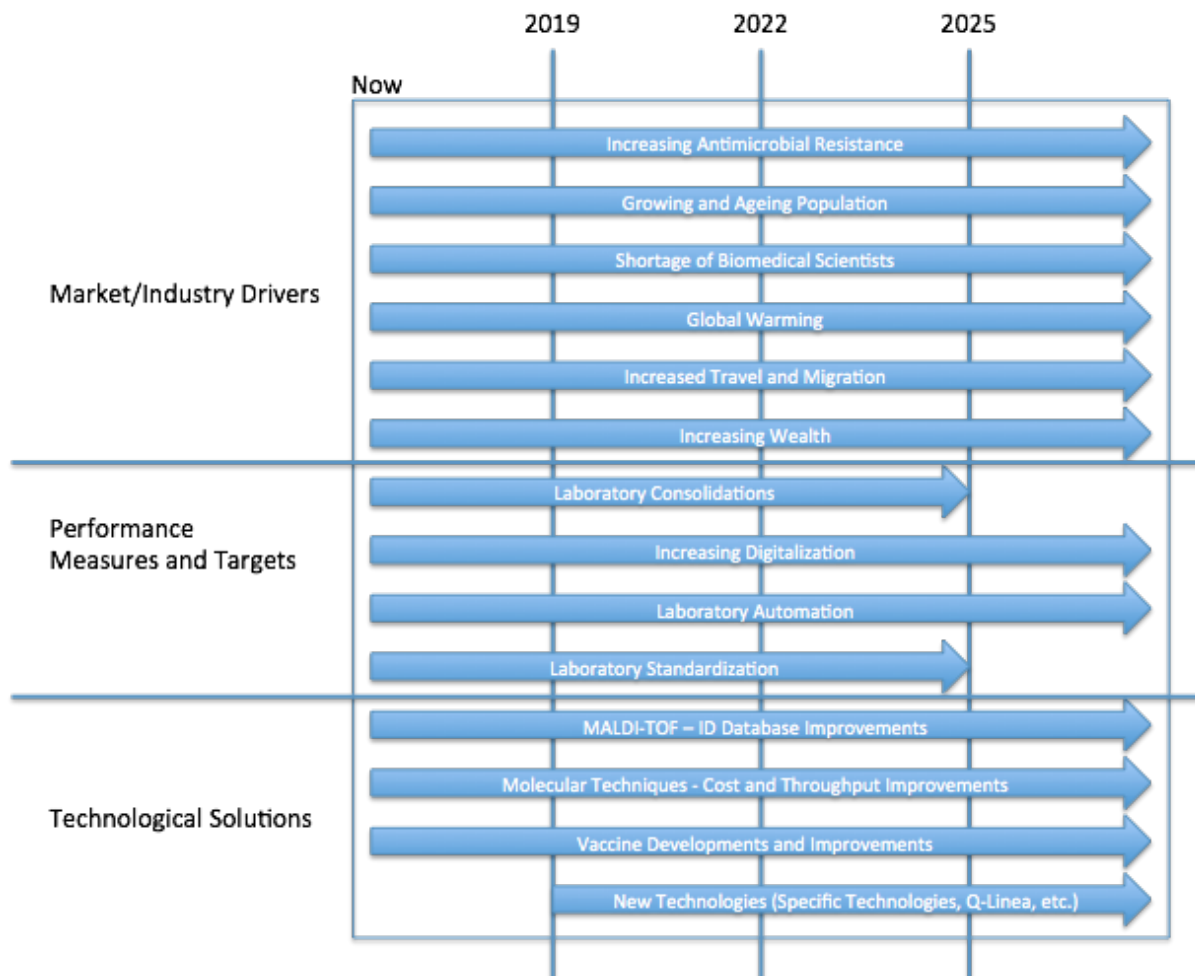 2019 2022 2025
Now
Increasing Antimicrobial Resistance
Growing and Ageing Population
Shortage of Biomedical Scientists
Market/Industry Drivers
Global Warming
Increased Travel and Migration
Increasing Wealth
Laboratory Consolidations
Performance
Measures and Targets
Increasing Digitalization
Laboratory Automation
Laboratory Standardization
MALDI-TOF – ID Database Improvements
Molecular Techniques - Cost and Throughput Improvements
Technological Solutions
Vaccine Developments and Improvements
New Technologies (Specific Technologies, Q-Linea, etc.)